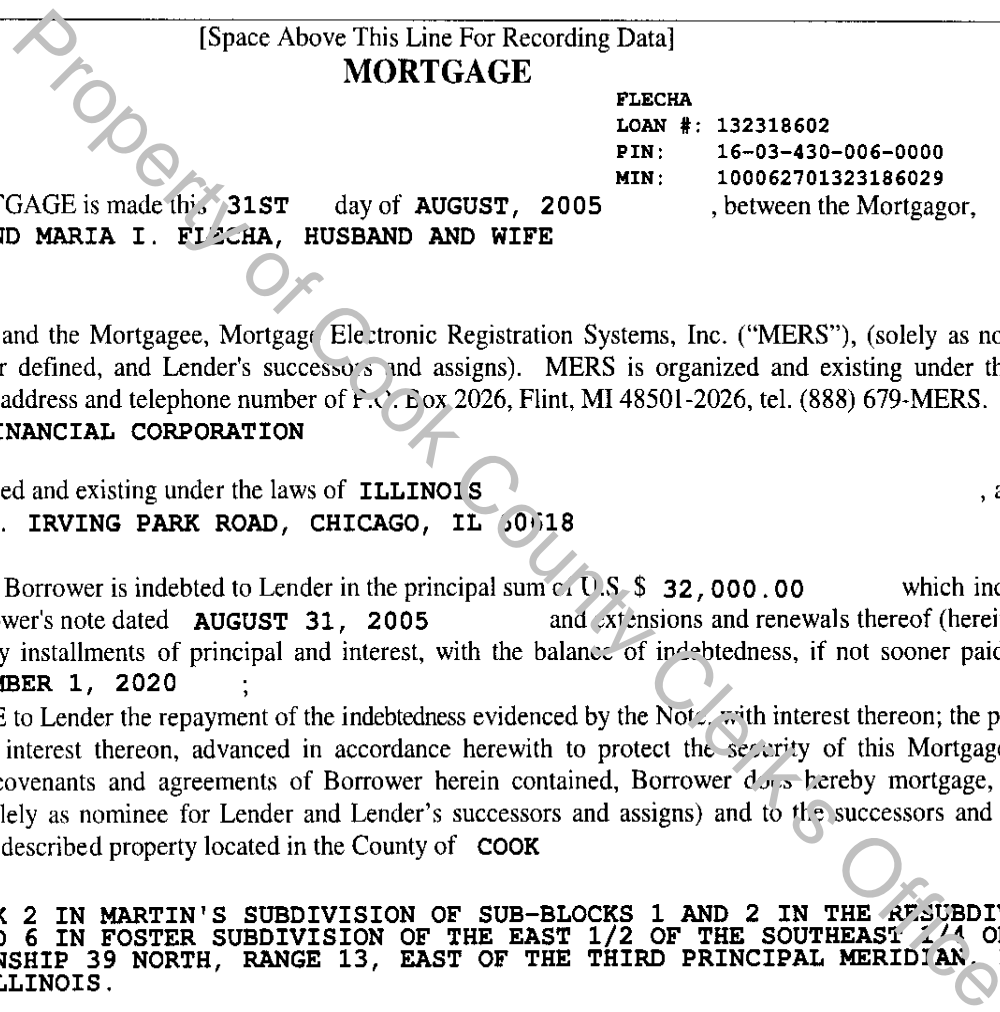 [Space Above This Line For Recording Data]
MORTGAGE
FLECHA
LOAN #: 132318602
PIN: 16-03-430-006-0000
MIN: 100062701323186029
TGAGE is made this 31ST day of AUGUST, 2005 , between the Mortgagor,
ND MARIA I. FLECHA, HUSBAND AND WIFE
and the Mortgagee, Mortgage Electronic Registration Systems, Inc. (“MERS”), (solely as no
r defined, and Lender's successors and assigns). MERS is organized and existing under th
address and telephone number of P.O. Box 2026, Flint, MI 48501-2026, tel. (888) 679-MERS.
INANCIAL CORPORATION
ed and existing under the laws of ILLINOIS , a
. IRVING PARK ROAD, CHICAGO, IL 60618
Borrower is indebted to Lender in the principal sum of U.S. $ 32,000.00 which inc
wer's note dated AUGUST 31, 2005 and extensions and renewals thereof (herei
y installments of principal and interest, with the balance of indebtedness, if not sooner paid
MBER 1, 2020 ;
E to Lender the repayment of the indebtedness evidenced by the Note, with interest thereon; the p
interest thereon, advanced in accordance herewith to protect the security of this Mortgage
covenants and agreements of Borrower herein contained, Borrower does hereby mortgage,
lely as nominee for Lender and Lender’s successors and assigns) and to the successors and
described property located in the County of COOK
K 2 IN MARTIN'S SUBDIVISION OF SUB-BLOCKS 1 AND 2 IN THE RESUBDIV
D 6 IN FOSTER SUBDIVISION OF THE EAST 1/2 OF THE SOUTHEAST 1/4 O
NSHIP 39 NORTH, RANGE 13, EAST OF THE THIRD PRINCIPAL MERIDIAN,
LLINOIS.
Property of Cook County Clerk's Office